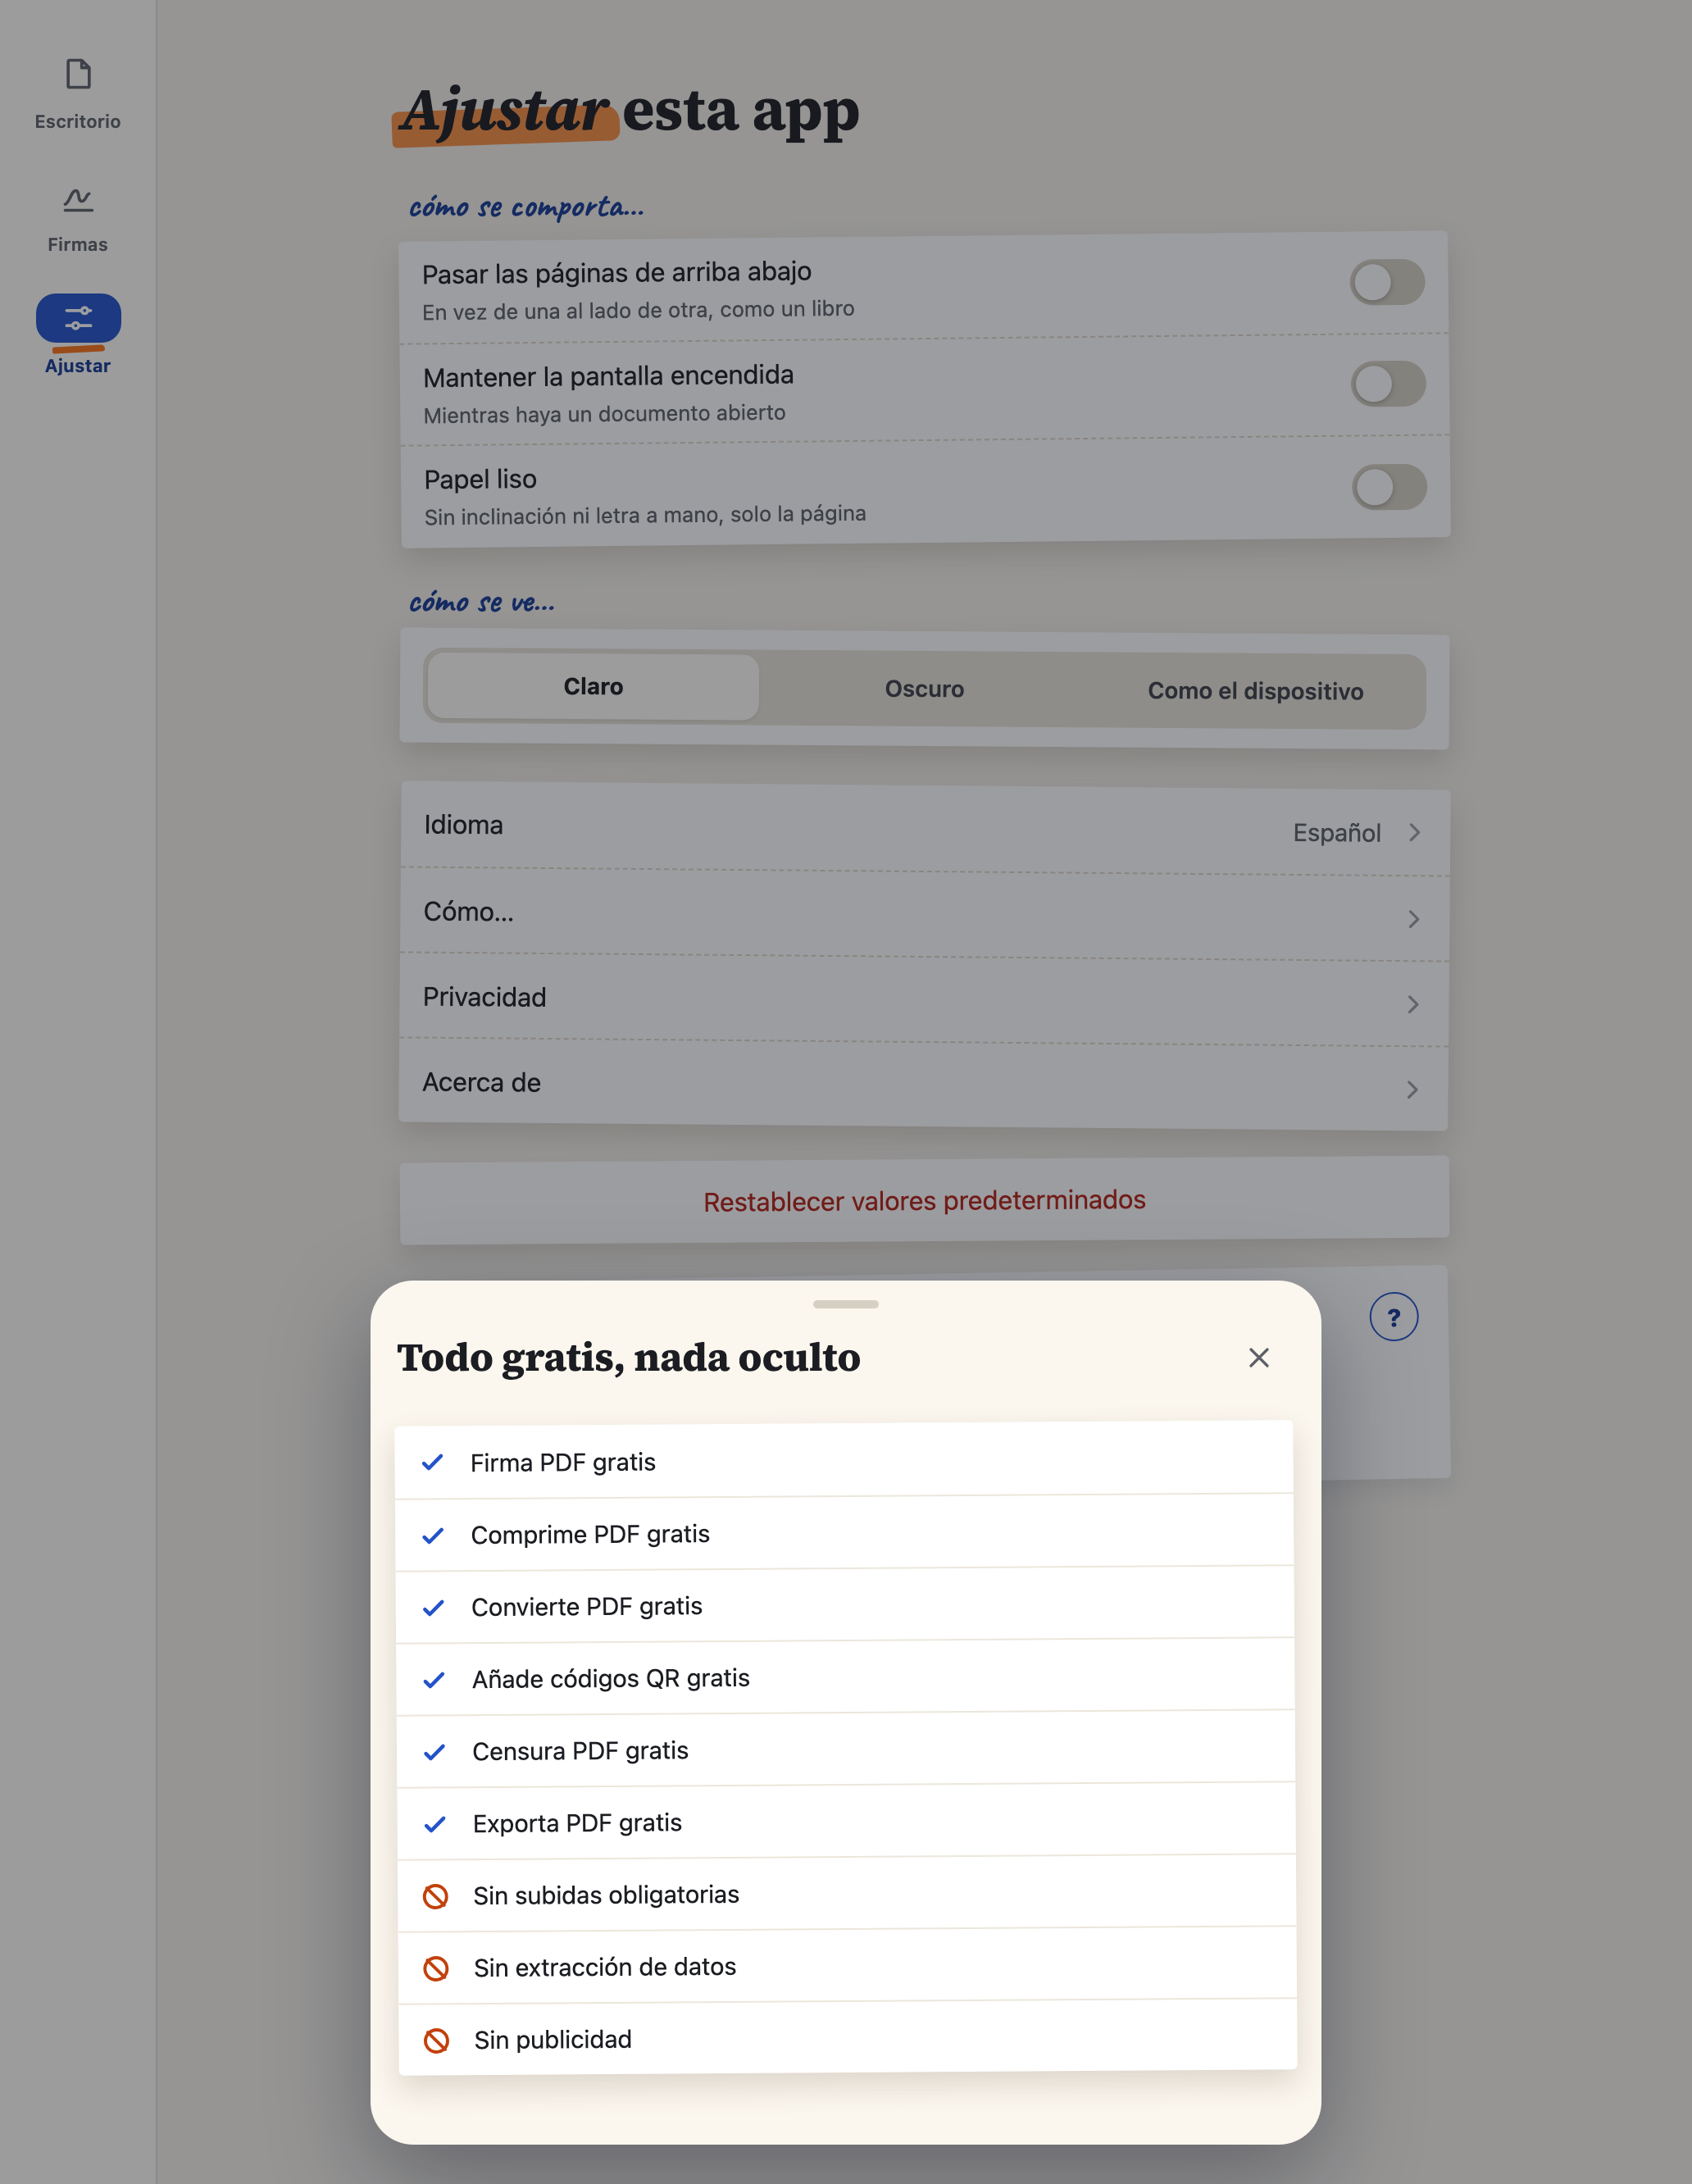 Escritorio
Firmas
Ajustar
Ajustar esta app
cómo se comporta...
Pasar las páginas de arriba abajo
En vez de una al lado de otra, como un libro
Mantener la pantalla encendida
Mientras haya un documento abierto
Papel liso
Sin inclinación ni letra a mano, solo la página
cómo se ve...
Claro
Oscuro
Como el dispositivo
Idioma
Español
Cómo...
Privacidad
Acerca de
Restablecer valores predeterminados
?
Todo gratis, nada oculto
Firma PDF gratis
Comprime PDF gratis
Convierte PDF gratis
Añade códigos QR gratis
Censura PDF gratis
Exporta PDF gratis
Sin subidas obligatorias
Sin extracción de datos
Sin publicidad